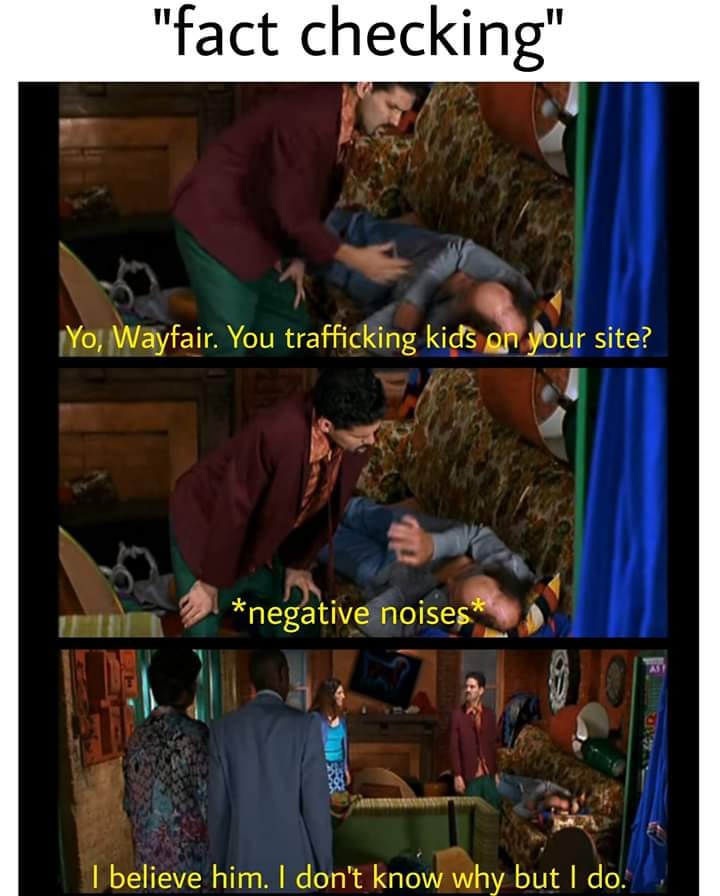 "fact checking"
Yo, Wayfair. You trafficking kids on your site?
*negative noises*
I believe him. I don't know why but I do.